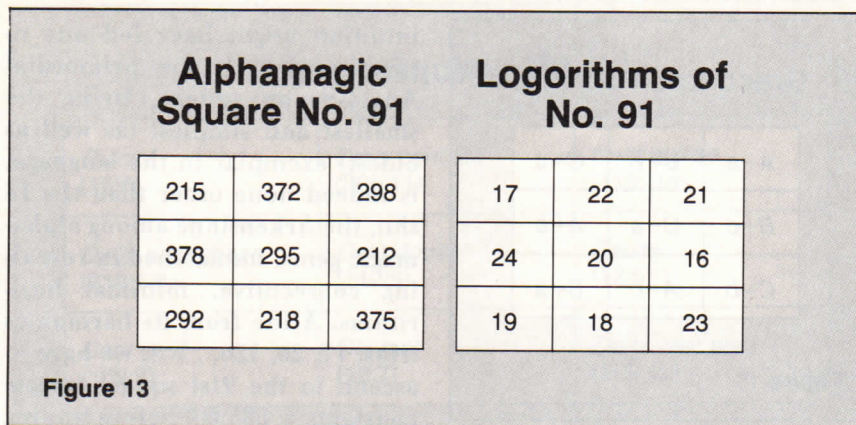 Alphamagic
Square No. 91
215 372 298
378 295 212
292 218 375
Logorithms of
No. 91
17 22 21
24 20 16
19 18 23
Figure 13